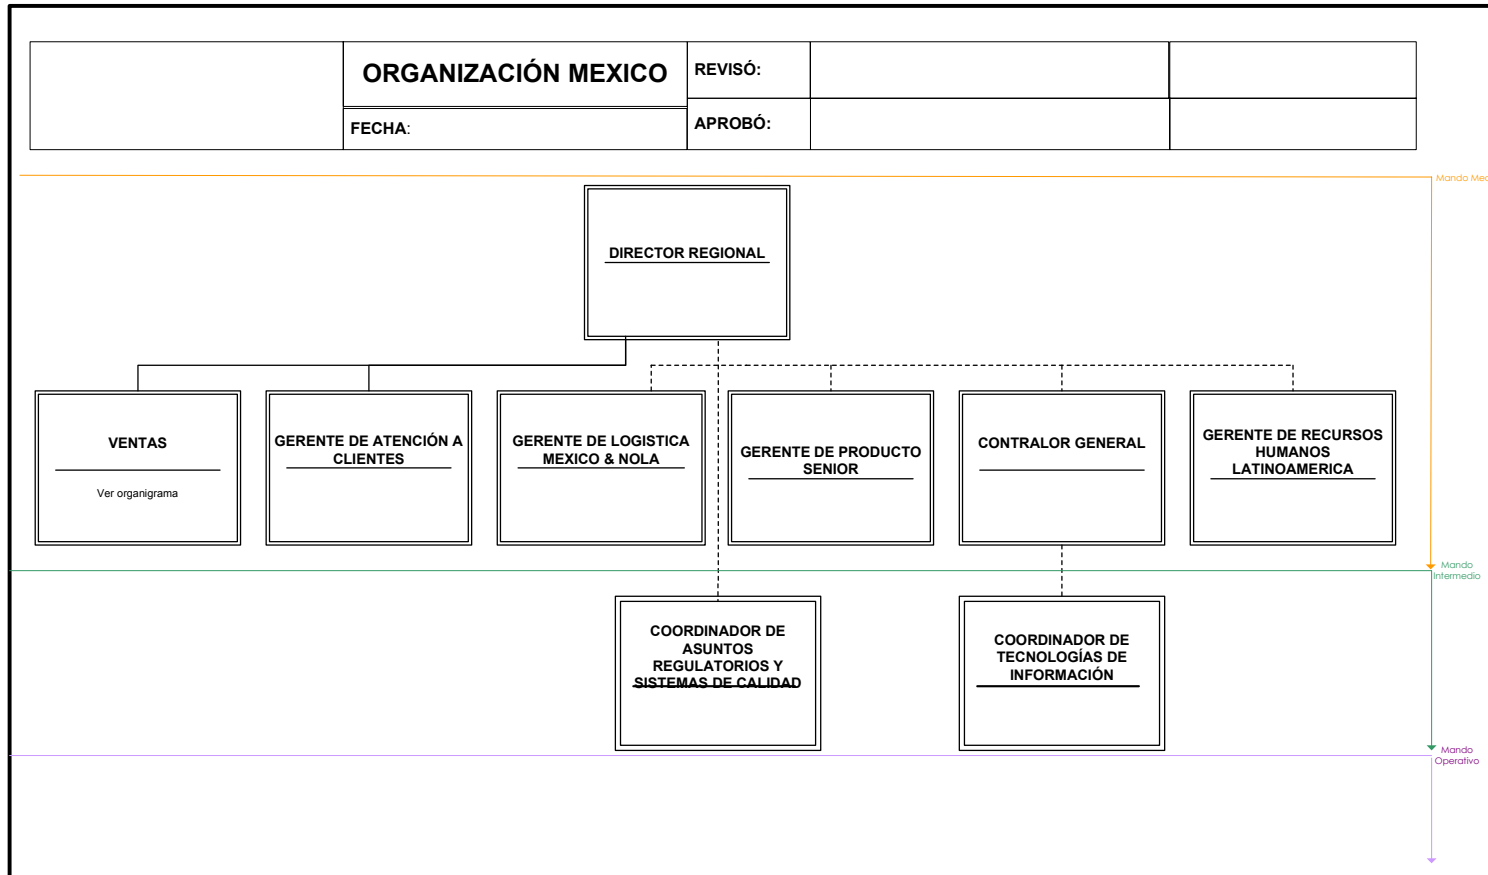 ORGANIZACIÓN MEXICO
REVISÓ:
FECHA:
APROBÓ:
Mando
DIRECTOR REGIONAL
VENTAS
Ver organigrama
GERENTE DE ATENCIÓN A
CLIENTES
GERENTE DE LOGISTICA
MEXICO & NOLA
GERENTE DE PRODUCTO
SENIOR
CONTRALOR GENERAL
GERENTE DE RECURSOS
HUMANOS
LATINOAMERICA
Mando
Intermedio
COORDINADOR DE
ASUNTOS
REGULATORIOS Y
SISTEMAS DE CALIDAD
COORDINADOR DE
TECNOLOGÍAS DE
INFORMACIÓN
Mando
Operativo